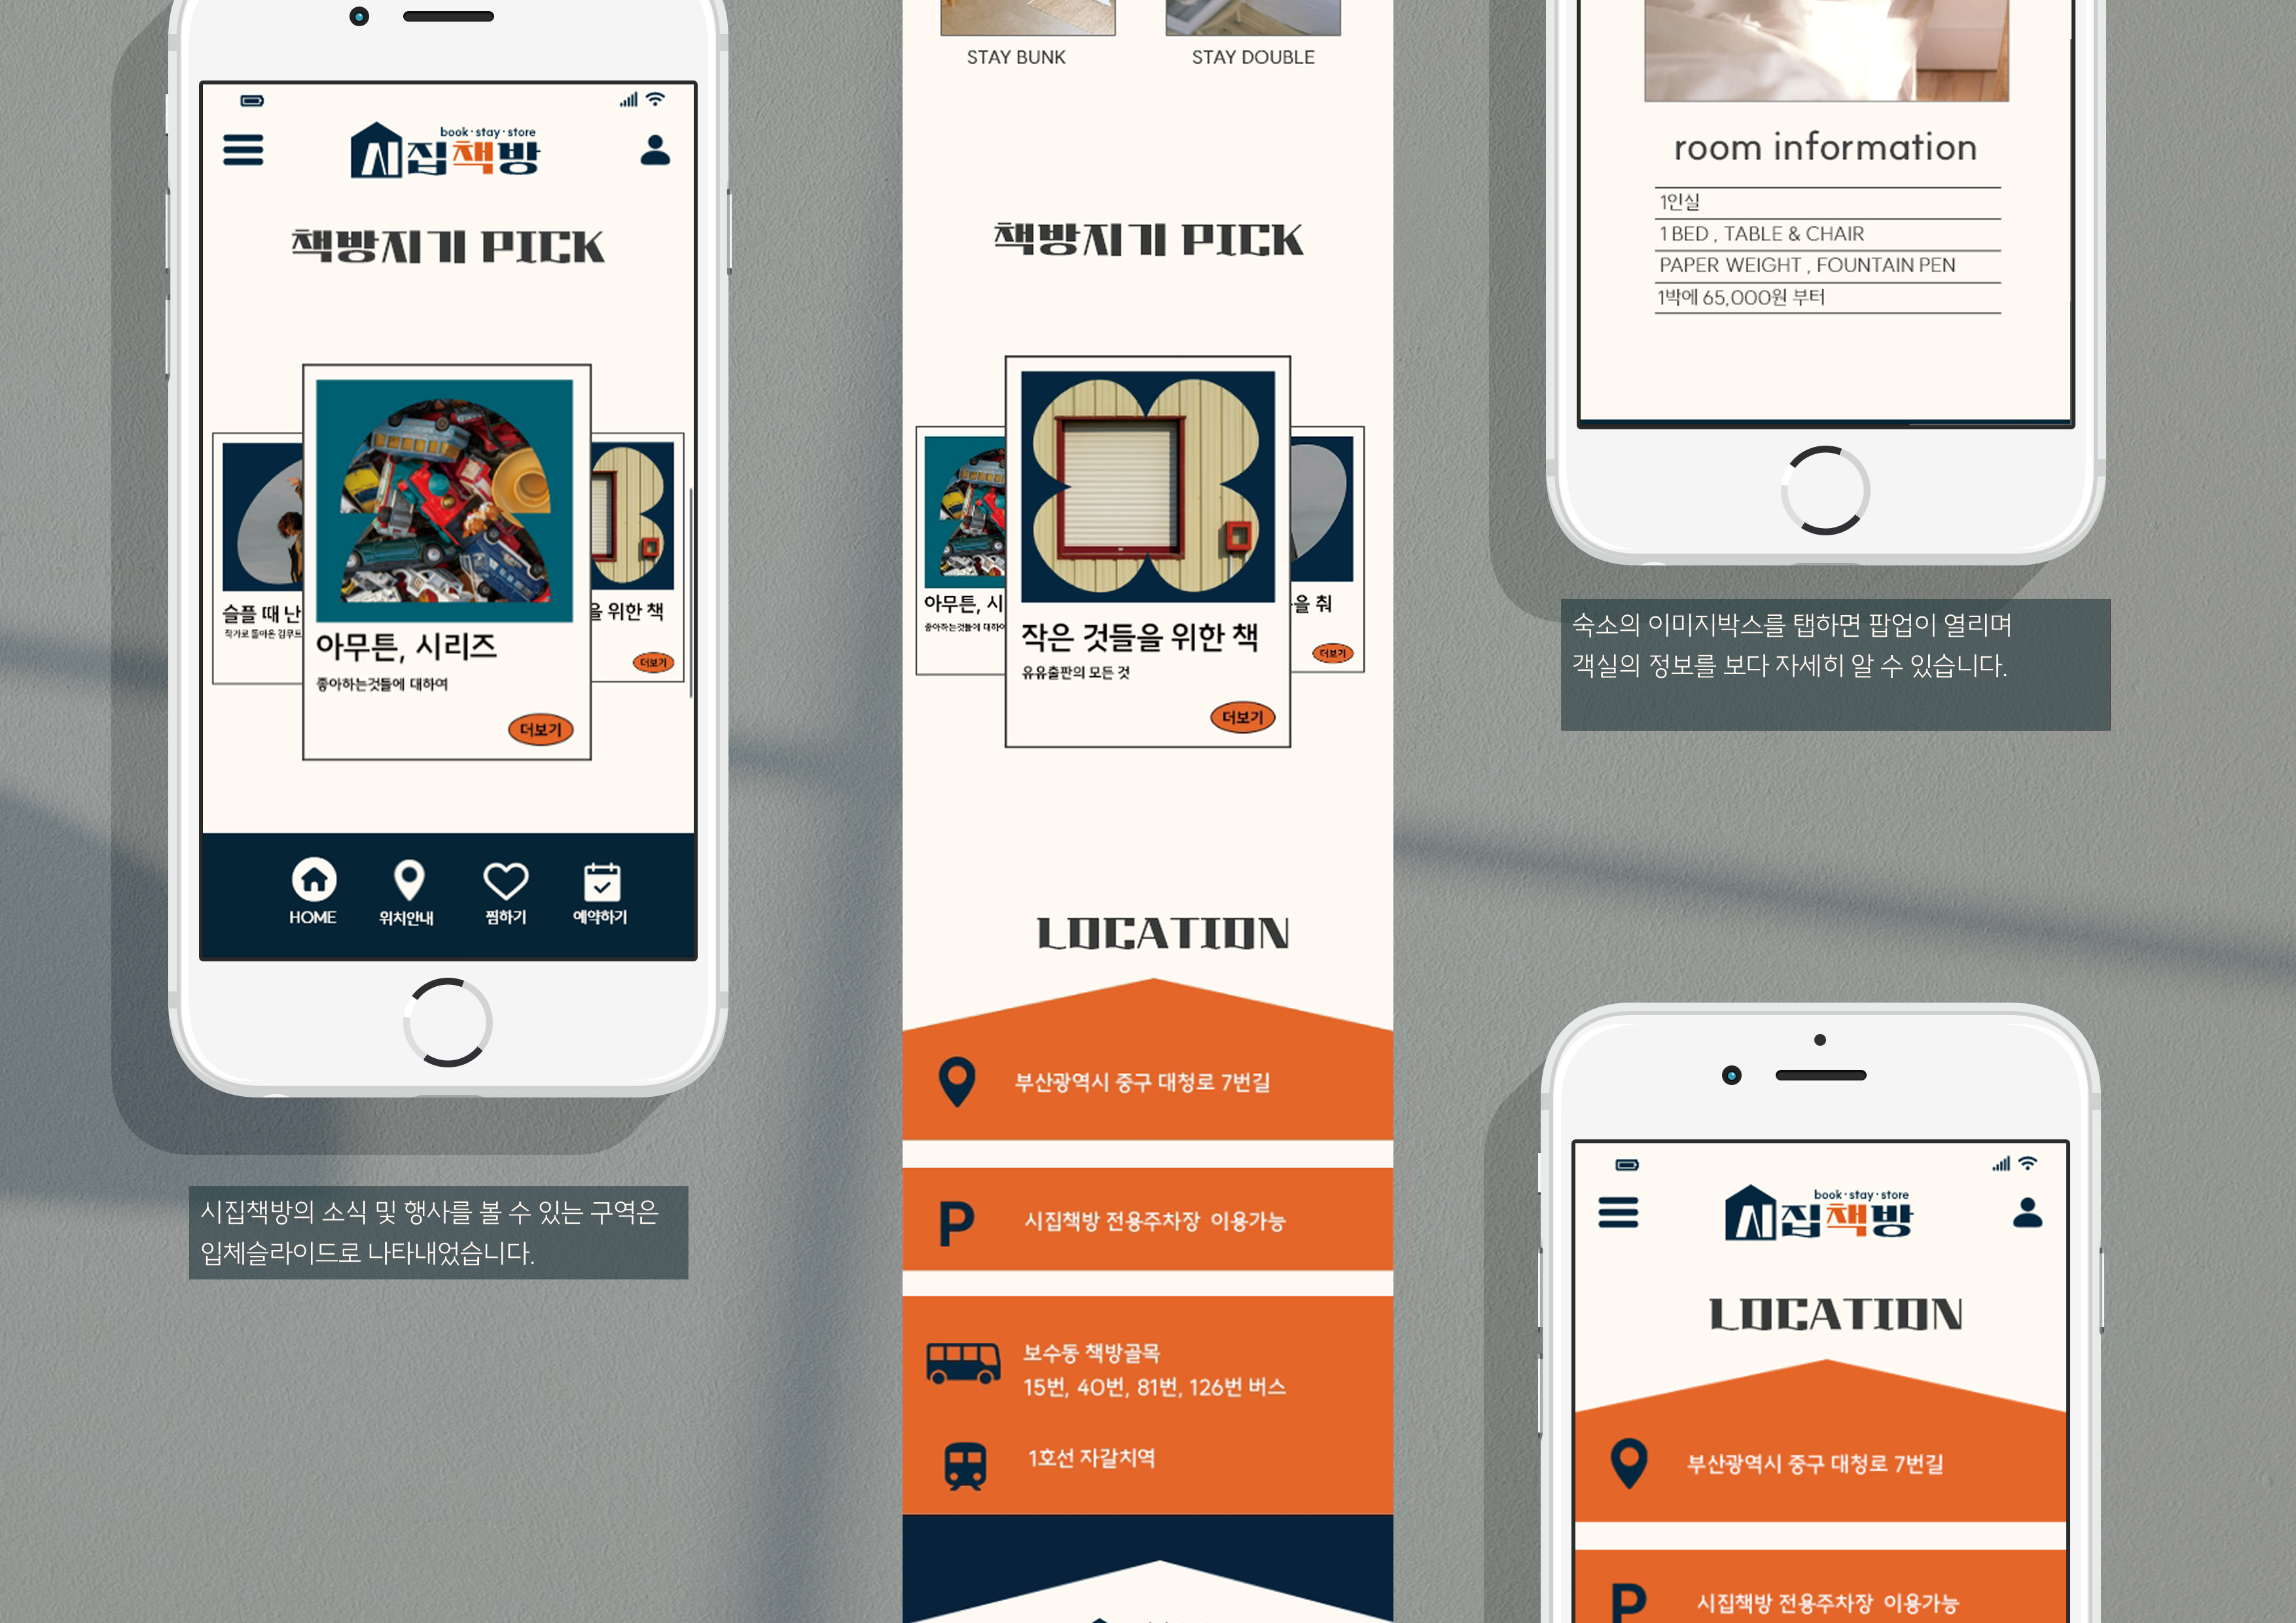 book·stay·store
시집책방
책방지기 PICK
슬플 때 난
작가로 돌아온 김무트
아무튼, 시리즈
좋아하는것들에 대하여
더보기
을 위한 책
더보기
HOME
위치안내
찜하기
예약하기
시집책방의 소식 및 행사를 볼 수 있는 구역은
입체슬라이드로 나타내었습니다.
STAY BUNK
STAY DOUBLE
책방지기 PICK
아무튼, 시
좋아하는것들에 대하여
작은 것들을 위한 책
유유출판의 모든 것
더보기
을 춰
더보기
LOCATION
부산광역시 중구 대청로 7번길
P
시집책방 전용주차장 이용가능
보수동 책방골목
15번, 40번, 81번, 126번 버스
1호선 자갈치역
room information
1인실
1 BED , TABLE & CHAIR
PAPER WEIGHT , FOUNTAIN PEN
1박에 65,000원 부터
숙소의 이미지박스를 탭하면 팝업이 열리며
객실의 정보를 보다 자세히 알 수 있습니다.
book·stay·store
시집책방
LOCATION
부산광역시 중구 대청로 7번길
P
시집책방 전용주차장 이용가능